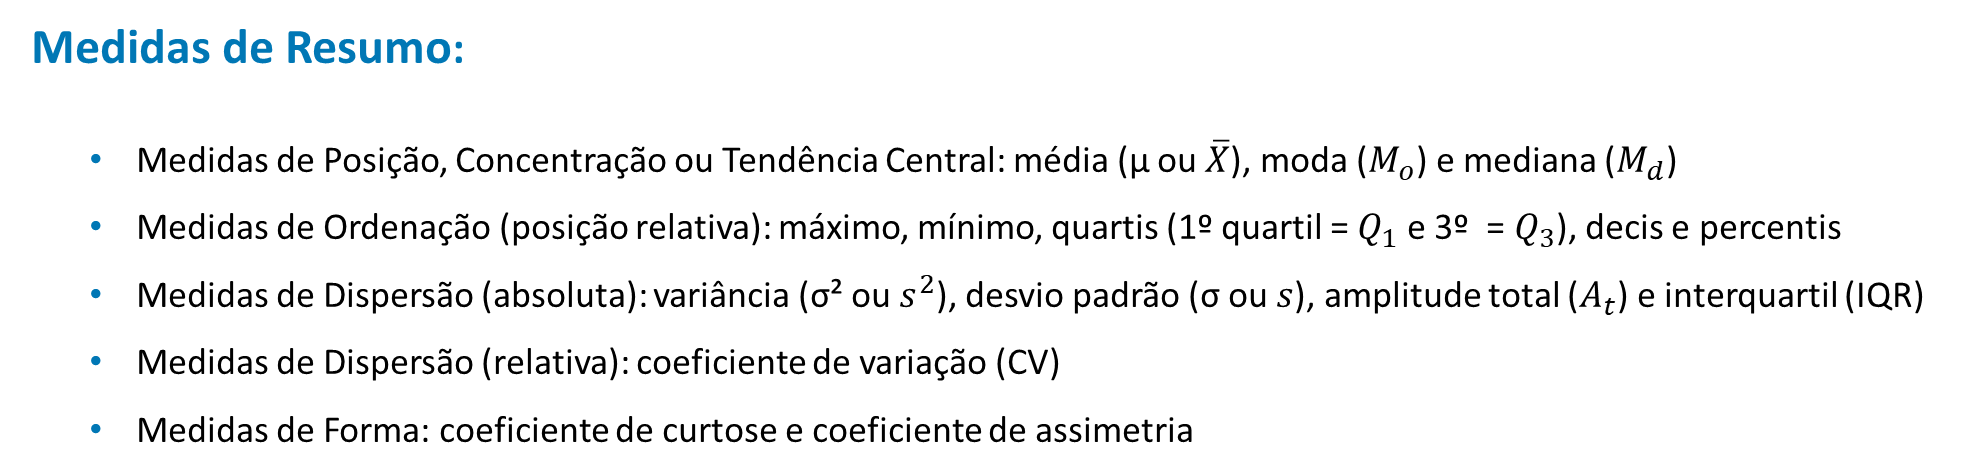 Medidas de Resumo:
• Medidas de Posição, Concentração ou Tendência Central: média (µ ou X̅), moda (Mₒ) e mediana (M_d)
• Medidas de Ordenação (posição relativa): máximo, mínimo, quartis (1º quartil = Q₁ e 3º = Q₃), decis e percentis
• Medidas de Dispersão (absoluta): variância (σ² ou s²), desvio padrão (σ ou s), amplitude total (Aₜ) e interquartil (IQR)
• Medidas de Dispersão (relativa): coeficiente de variação (CV)
• Medidas de Forma: coeficiente de curtose e coeficiente de assimetria